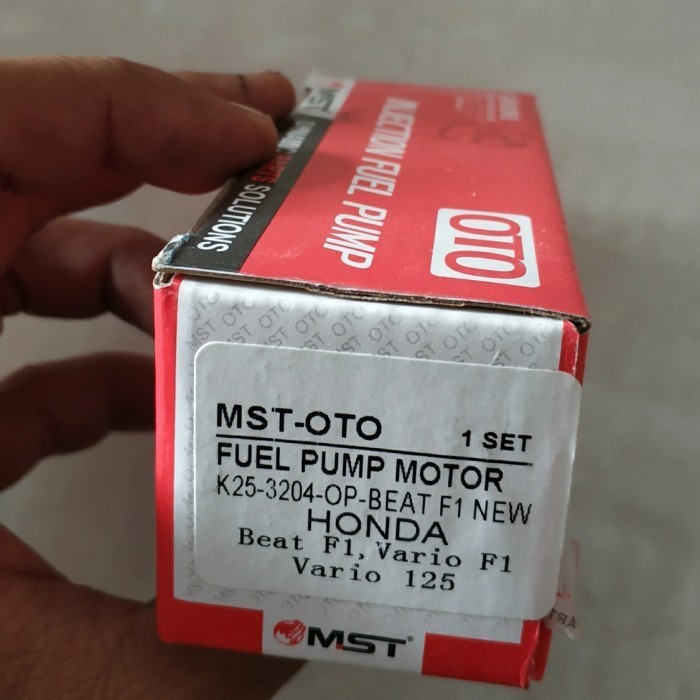 INJECTION FUEL PUMP
OTO
SOLUTIONS
MST-OTO 1 SET
FUEL PUMP MOTOR
K25-3204-OP-BEAT F1 NEW
HONDA
Beat F1, Vario F1
Vario 125
MST